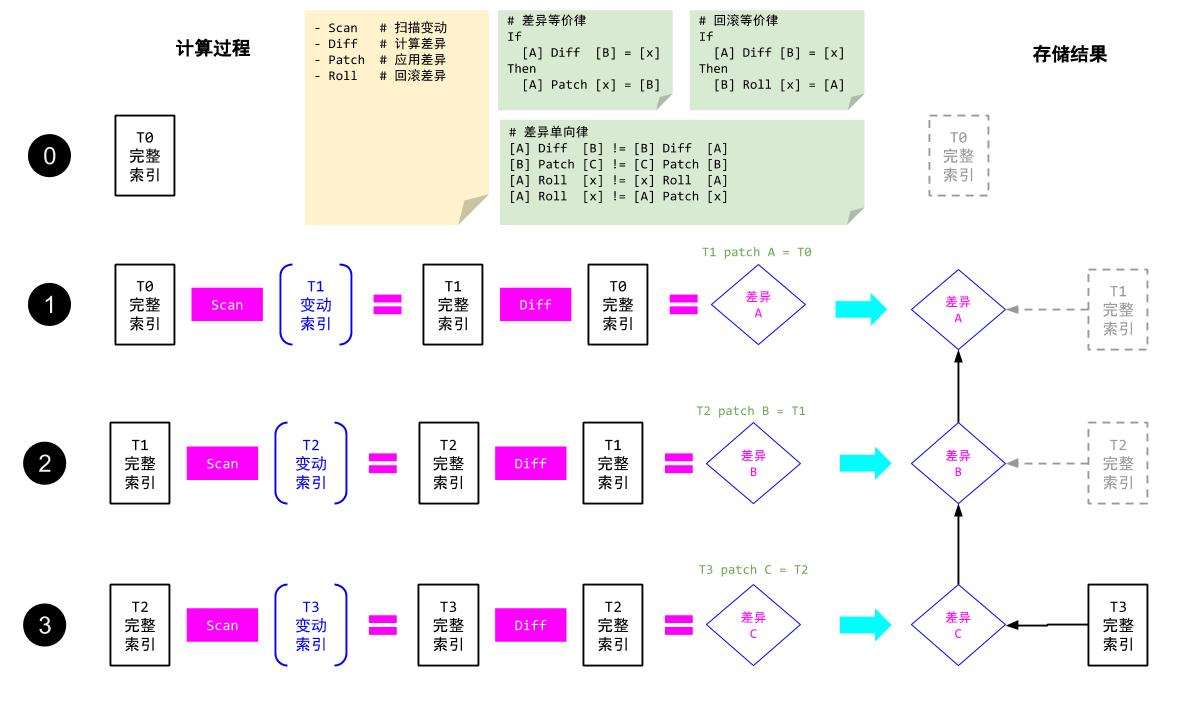 计算过程
- Scan # 扫描变动
- Diff # 计算差异
- Patch # 应用差异
- Roll # 回滚差异
# 差异等价律
If
[A] Diff [B] = [x]
Then
[A] Patch [x] = [B]
# 回滚等价律
If
[A] Diff [B] = [x]
Then
[B] Roll [x] = [A]
# 差异单向律
[A] Diff [B] != [B] Diff [A]
[B] Patch [C] != [C] Patch [B]
[A] Roll [x] != [x] Roll [A]
[A] Roll [x] != [A] Patch [x]
存储结果
0
T0
完整
索引
T0
完整
索引
1
T0
完整
索引
Scan
T1
变动
索引
T1
完整
索引
Diff
T0
完整
索引
T1 patch A = T0
差异
A
差异
A
T1
完整
索引
2
T1
完整
索引
Scan
T2
变动
索引
T2
完整
索引
Diff
T1
完整
索引
T2 patch B = T1
差异
B
差异
B
T2
完整
索引
3
T2
完整
索引
Scan
T3
变动
索引
T3
完整
索引
Diff
T2
完整
索引
T3 patch C = T2
差异
C
差异
C
T3
完整
索引